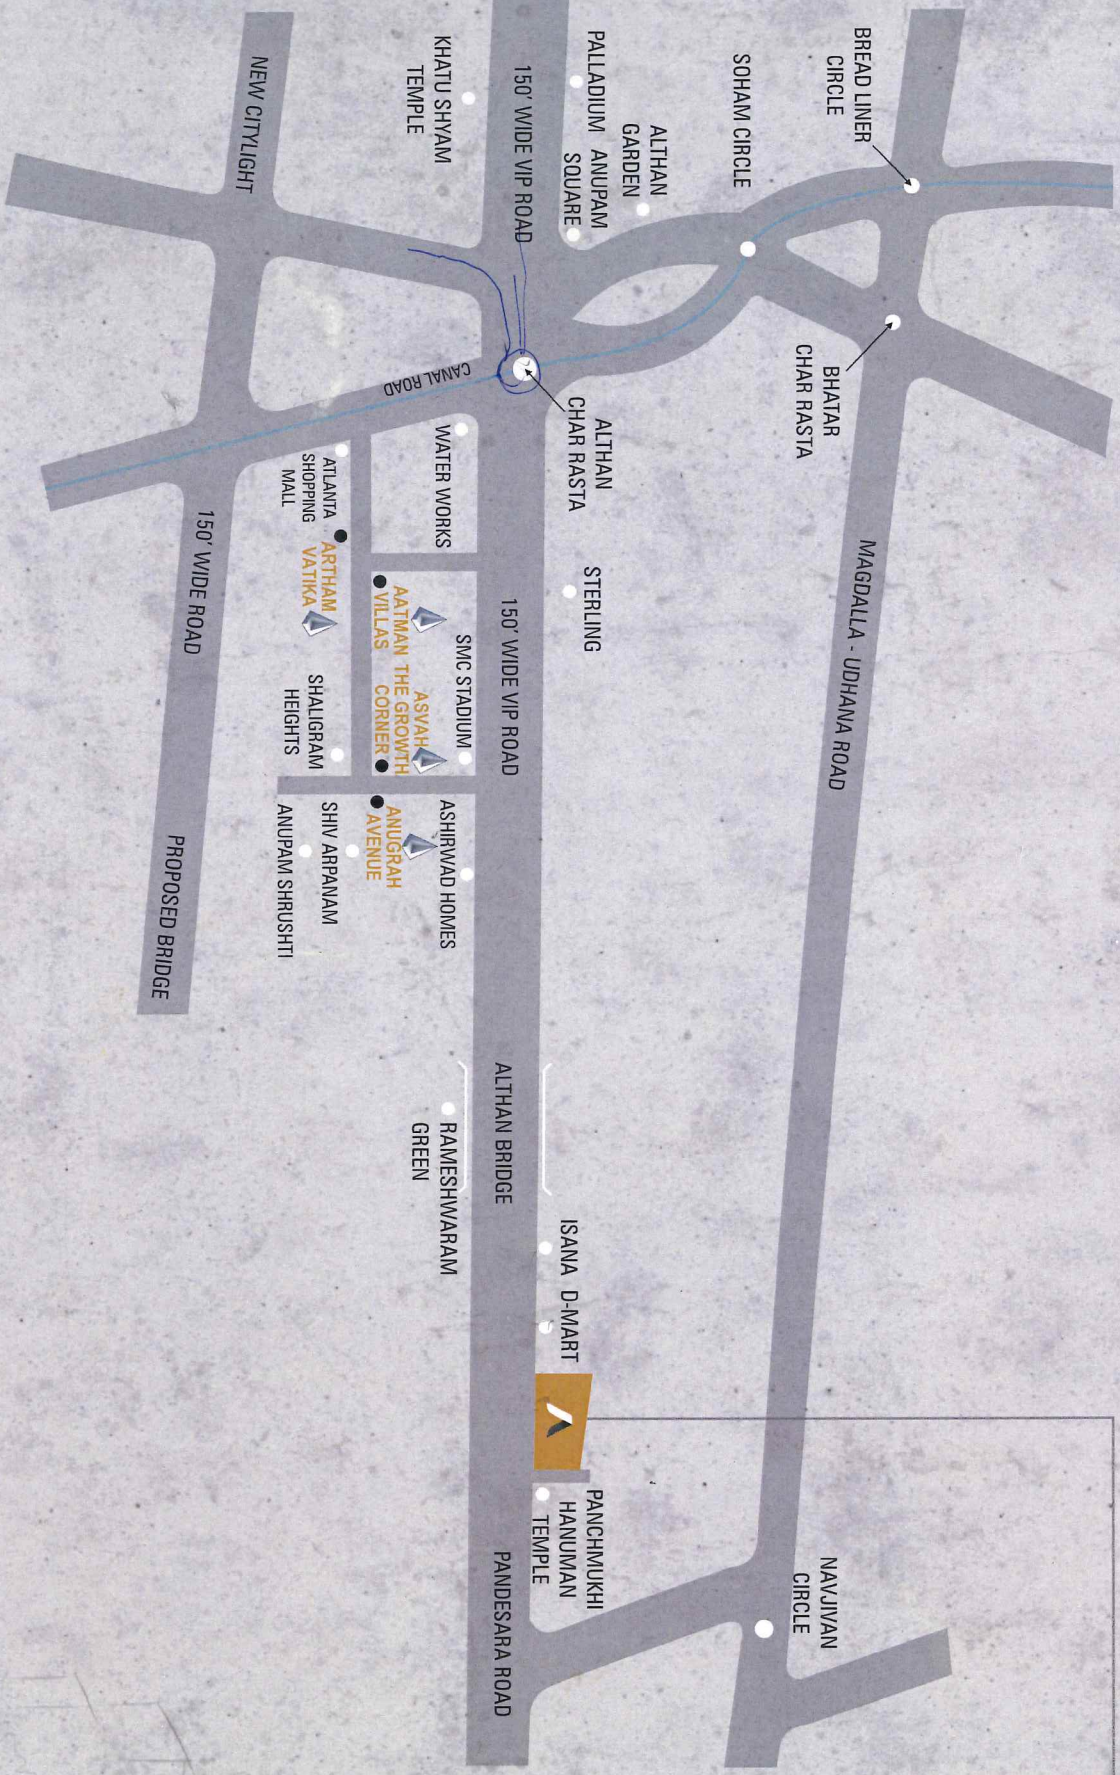 BREAD LINER
CIRCLE
BHATAR
CHAR RASTA
MAGDALLA - UDHANA ROAD
NAVJIVAN
CIRCLE
SOHAM CIRCLE
ALTHAN
GARDEN
PALLADIUM
ANUPAM
SQUARE
ALTHAN
CHAR RASTA
STERLING
ISANA
D-MART
PANCHMUKHI
HANUMAN
TEMPLE
150' WIDE VIP ROAD
150' WIDE VIP ROAD
ALTHAN BRIDGE
PANDESARA ROAD
KHATU SHYAM
TEMPLE
CANAL ROAD
WATER WORKS
SMC STADIUM
ASHIRWAD HOMES
RAMESHWARAM
GREEN
AATMAN
VILLAS
ASVAH
THE GROWTH
CORNER
ANUGRAH
AVENUE
ATLANTA
SHOPPING
MALL
ARTHAM
VATIKA
SHALIGRAM
HEIGHTS
SHIV ARPANAM
ANUPAM SHRUSHTI
NEW CITYLIGHT
150' WIDE ROAD
PROPOSED BRIDGE